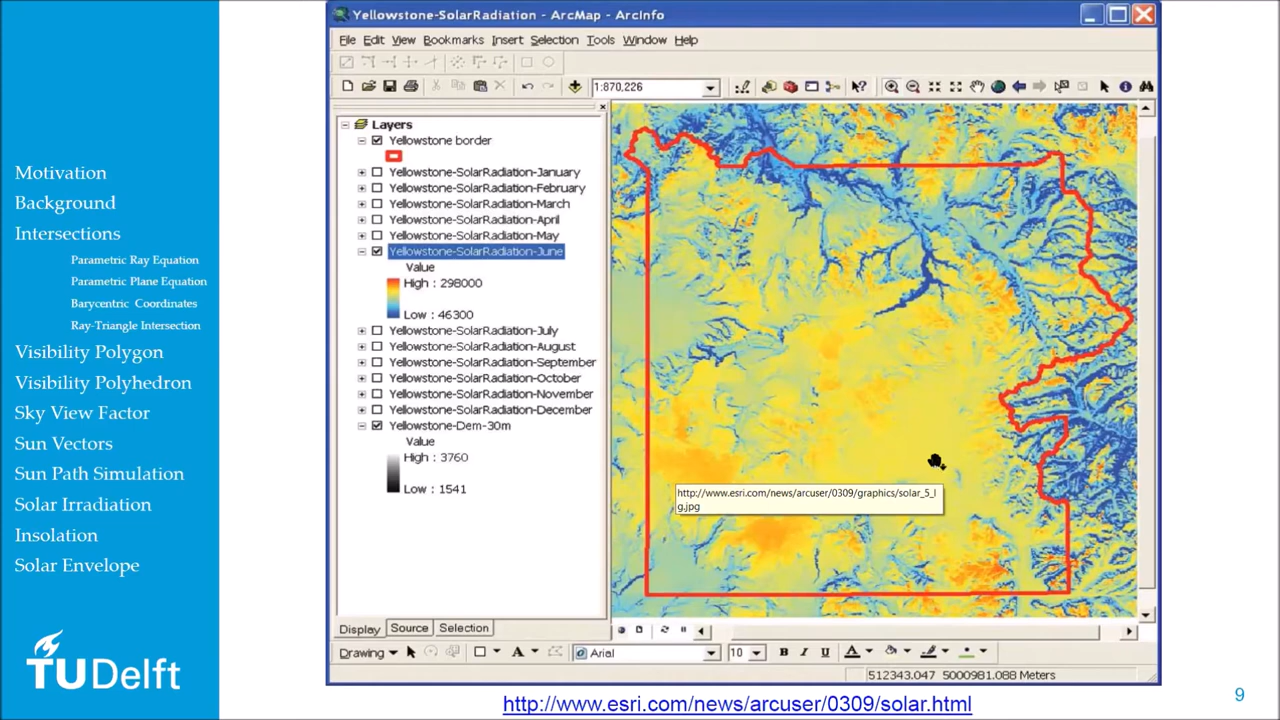 Motivation
Background
Intersections
Parametric Ray Equation
Parametric Plane Equation
Barycentric Coordinates
Ray-Triangle Intersection
Visibility Polygon
Visibility Polyhedron
Sky View Factor
Sun Vectors
Sun Path Simulation
Solar Irradiation
Insolation
Solar Envelope
TUDelft
Yellowstone-SolarRadiation - ArcMap - ArcInfo
File Edit View Bookmarks Insert Selection Tools Window Help
1:870,226
Layers
Yellowstone border
Yellowstone-SolarRadiation-January
Yellowstone-SolarRadiation-February
Yellowstone-SolarRadiation-March
Yellowstone-SolarRadiation-April
Yellowstone-SolarRadiation-May
Yellowstone-SolarRadiation-June
Value
High : 298000
Low : 46300
Yellowstone-SolarRadiation-July
Yellowstone-SolarRadiation-August
Yellowstone-SolarRadiation-September
Yellowstone-SolarRadiation-October
Yellowstone-SolarRadiation-November
Yellowstone-SolarRadiation-December
Yellowstone-Dem-30m
Value
High : 3760
Low : 1541
http://www.esri.com/news/arcuser/0309/graphics/solar_5_l
g.jpg
Display Source Selection
Drawing A Arial 10 B I U A
512343.047 5000981.088 Meters
http://www.esri.com/news/arcuser/0309/solar.html
9